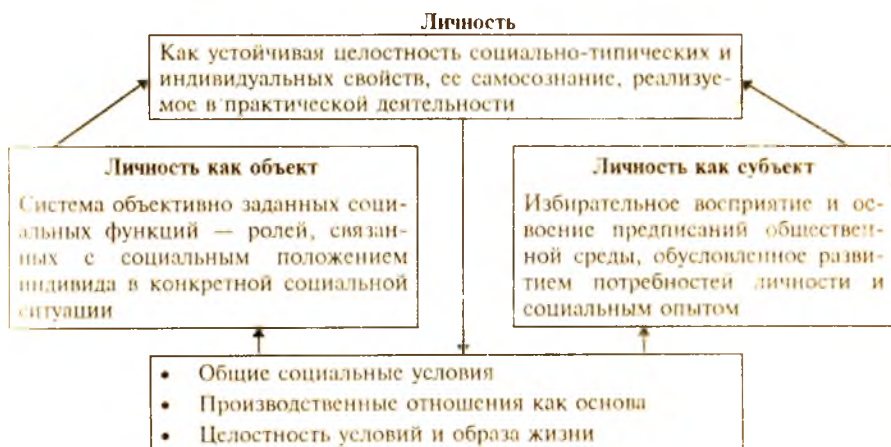 Личность
Как устойчивая целостность социально-типических и
индивидуальных свойств, ее самосознание, реализуе-
мое в практической деятельности
Личность как объект
Система объективно заданных соци-
альных функций — ролей, связан-
ных с социальным положением
индивида в конкретной социальной
ситуации
Личность как субъект
Избирательное восприятие и ос-
воение предписаний обществен-
ной среды, обусловленное разви-
тием потребностей личности и
социальным опытом
• Общие социальные условия
• Производственные отношения как основа
• Целостность условий и образа жизни